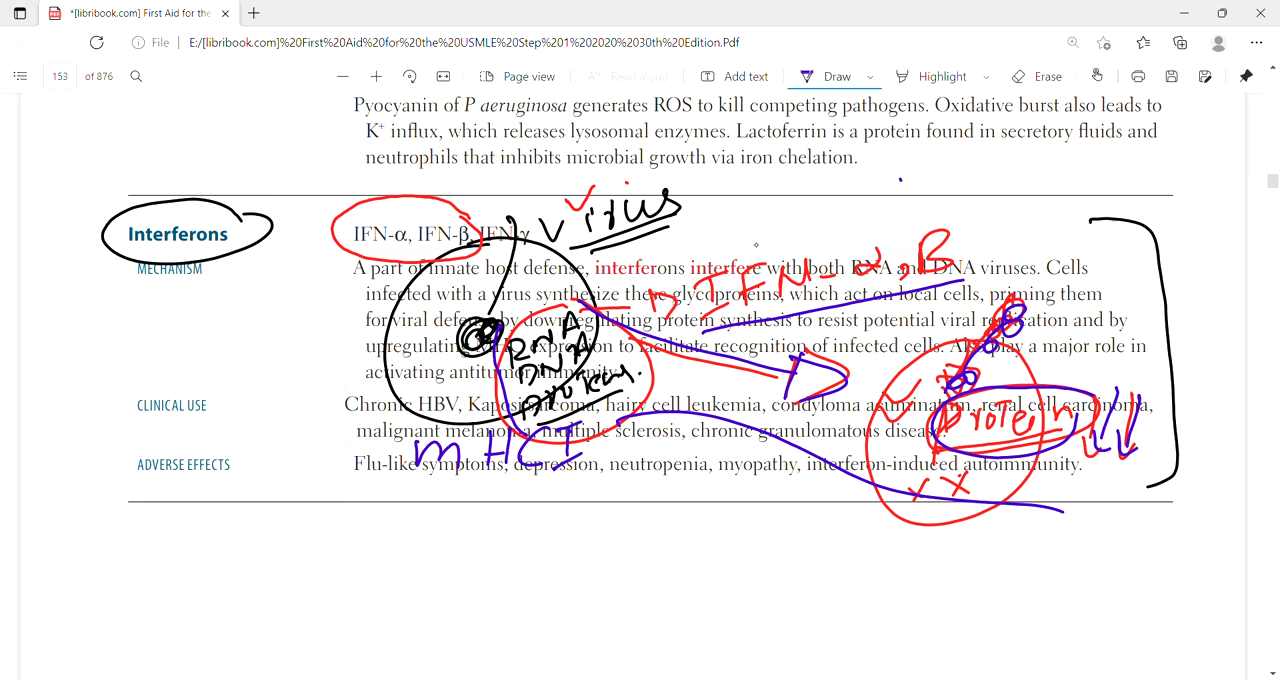 *[libribook.com] First Aid for the
File E:/[libribook.com]%20First%20Aid%20for%20the%20USMLE%20Step%201%202020%2030th%20Edition.Pdf
153 of 876 Page view Read aloud Add text Draw Highlight Erase
Pyocyanin of P aeruginosa generates ROS to kill competing pathogens. Oxidative burst also leads to
K+ influx, which releases lysosomal enzymes. Lactoferrin is a protein found in secretory fluids and
neutrophils that inhibits microbial growth via iron chelation.
Virus
Interferons IFN-α, IFN-β, IFN-γ
MECHANISM A part of innate host defense, interferons interfere with both RNA and DNA viruses. Cells
IFN-α,B
infected with a virus synthesize these glycoproteins, which act on local cells, priming them
for viral defense by downregulating protein synthesis to resist potential viral replication and by
RNA
upregulating expression to facilitate recognition of infected cells. Also play a major role in
DNA
activating antitumor immunity.
CLINICAL USE Chronic HBV, Kaposi sarcoma, hairy cell leukemia, condyloma acuminatum, renal cell carcinoma,
Protein
malignant melanoma, multiple sclerosis, chronic granulomatous disease.
MHC I
ADVERSE EFFECTS Flu-like symptoms, depression, neutropenia, myopathy, interferon-induced autoimmunity.